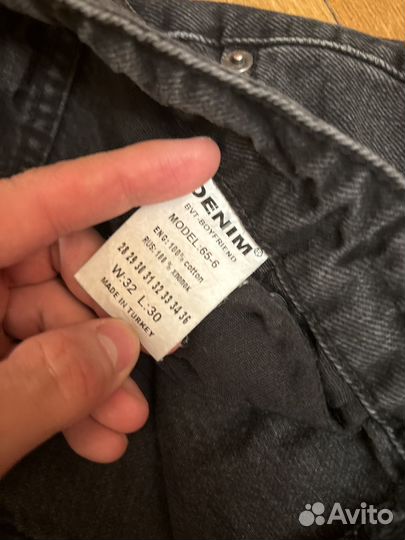 DENIM®
BVT-BOYFRIEND
MODEL:65-6
ENG:100% cotton
RUS:100% хлопок
28 29 30 31 32 33 34 36
W:32 L:30
MADE IN TURKEY
Avito